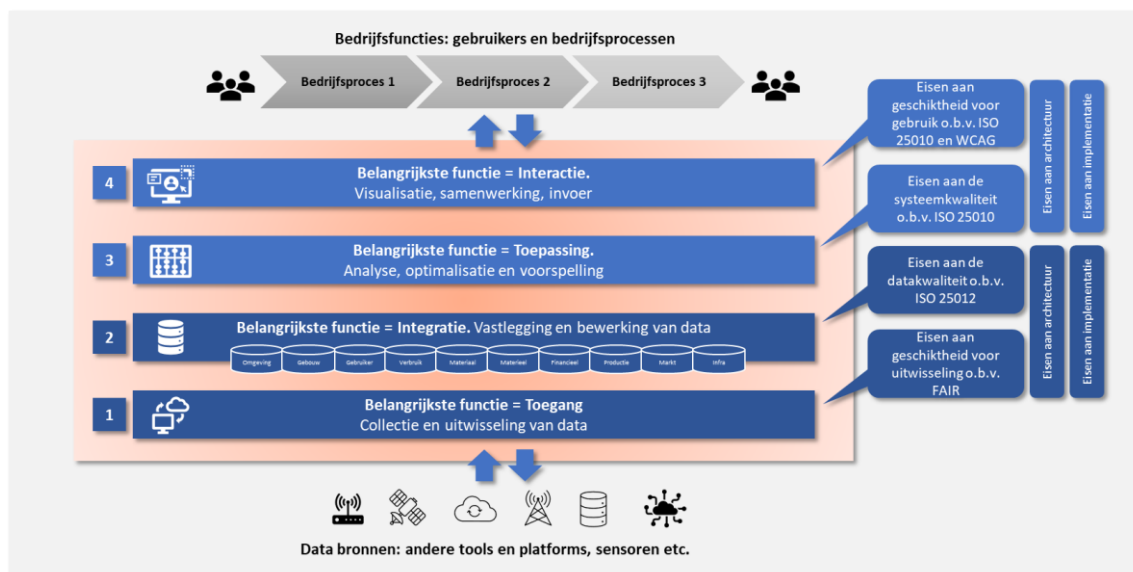 Bedrijfsfuncties: gebruikers en bedrijfsprocessen
Bedrijfsproces 1
Bedrijfsproces 2
Bedrijfsproces 3
4
Belangrijkste functie = Interactie.
Visualisatie, samenwerking, invoer
3
Belangrijkste functie = Toepassing.
Analyse, optimalisatie en voorspelling
2
Belangrijkste functie = Integratie. Vastlegging en bewerking van data
Omgeving
Gebouw
Gebruiker
Verbruik
Materiaal
Materieel
Financieel
Productie
Markt
Infra
1
Belangrijkste functie = Toegang
Collectie en uitwisseling van data
Data bronnen: andere tools en platforms, sensoren etc.
Eisen aan
geschiktheid voor
gebruik o.b.v. ISO
25010 en WCAG
Eisen aan de
systeemkwaliteit
o.b.v. ISO 25010
Eisen aan architectuur
Eisen aan implementatie
Eisen aan de
datakwaliteit o.b.v.
ISO 25012
Eisen aan
geschiktheid voor
uitwisseling o.b.v.
FAIR
Eisen aan architectuur
Eisen aan implementatie